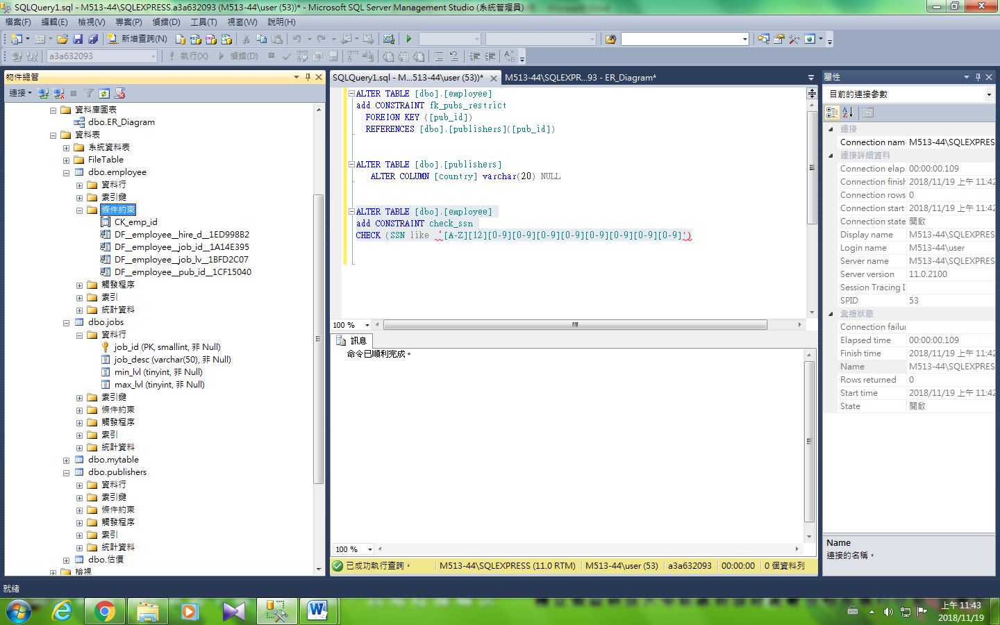 SQLQuery1.sql - M513-44\SQLEXPRESS.a3a632093 (M513-44\user (53))* - Microsoft SQL Server Management Studio (系統管理員)
檔案(F) 編輯(E) 檢視(V) 專案(P) 偵錯(D) 工具(T) 視窗(W) 說明(H)
新增查詢(N)
a3a632093 執行(X) 偵錯(D)
物件總管
連接
資料庫圖表
dbo.ER_Diagram
資料表
系統資料表
FileTable
dbo.employee
資料行
索引鍵
條件約束
CK_emp_id
DF__employee__hire_d__1ED998B2
DF__employee__job_id__1A14E395
DF__employee__job_lv__1BFD2C07
DF__employee__pub_id__1CF15040
觸發程序
索引
統計資料
dbo.jobs
資料行
job_id (PK, smallint, 非 Null)
job_desc (varchar(50), 非 Null)
min_lvl (tinyint, 非 Null)
max_lvl (tinyint, 非 Null)
索引鍵
條件約束
觸發程序
索引
統計資料
dbo.mytable
dbo.publishers
資料行
索引鍵
條件約束
觸發程序
索引
統計資料
dbo.估價
檢視
SQLQuery1.sql - M...513-44\user (53))* M513-44\SQLEXPR...93 - ER_Diagram*
ALTER TABLE [dbo].[employee]
add CONSTRAINT fk_pubs_restrict
FOREIGN KEY ([pub_id])
REFERENCES [dbo].[publishers]([pub_id])
ALTER TABLE [dbo].[publishers]
ALTER COLUMN [country] varchar(20) NULL
ALTER TABLE [dbo].[employee]
add CONSTRAINT check_ssn
CHECK (SSN like ‘[A-Z][12][0-9][0-9][0-9][0-9][0-9][0-9][0-9][0-9]')
100 %
訊息
命令已順利完成。
100 %
已成功執行查詢。 M513-44\SQLEXPRESS (11.0 RTM) M513-44\user (53) a3a632093 00:00:00 0 個資料列
屬性
目前的連接參數
連接
Connection nam M513-44\SQLEXPRES
連接詳細資料
Connection elap 00:00:00.109
Connection finish 2018/11/19 上午 11:42
Connection rows 0
Connection start 2018/11/19 上午 11:42
Connection state 開啟
Display name M513-44\SQLEXPRES
Login name M513-44\user
Server name M513-44\SQLEXPRES
Server version 11.0.2100
Session Tracing I
SPID 53
彙總狀態
Connection failur
Elapsed time 00:00:00.109
Finish time 2018/11/19 上午 11:42
Name M513-44\SQLEXPRES
Rows returned 0
Start time 2018/11/19 上午 11:42
State 開啟
Name
連接的名稱。
就緒
上午 11:43
2018/11/19